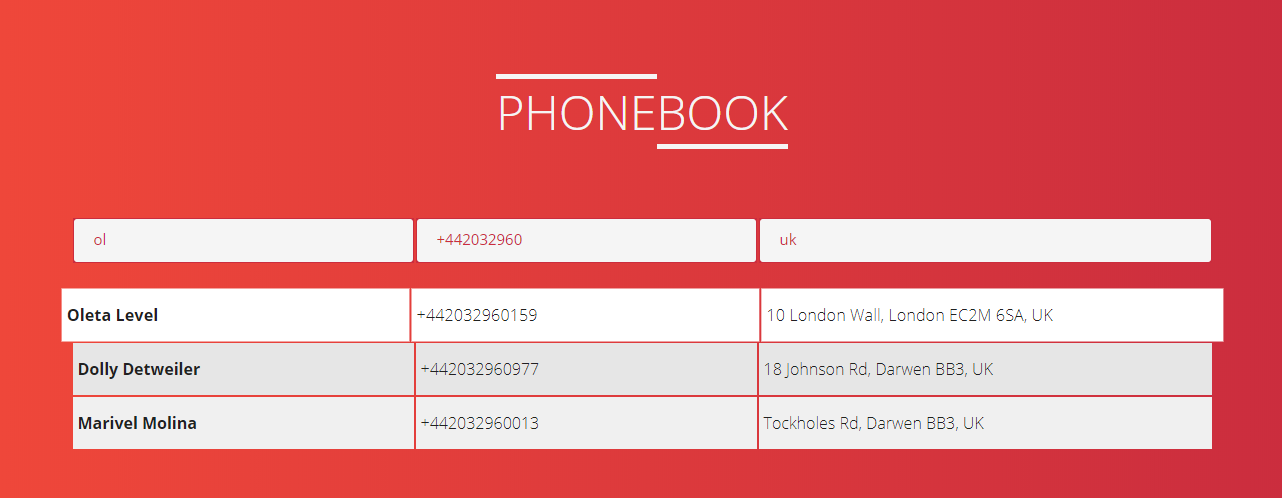 PHONEBOOK
ol +442032960 uk
Oleta Level +442032960159 10 London Wall, London EC2M 6SA, UK
Dolly Detweiler +442032960977 18 Johnson Rd, Darwen BB3, UK
Marivel Molina +442032960013 Tockholes Rd, Darwen BB3, UK